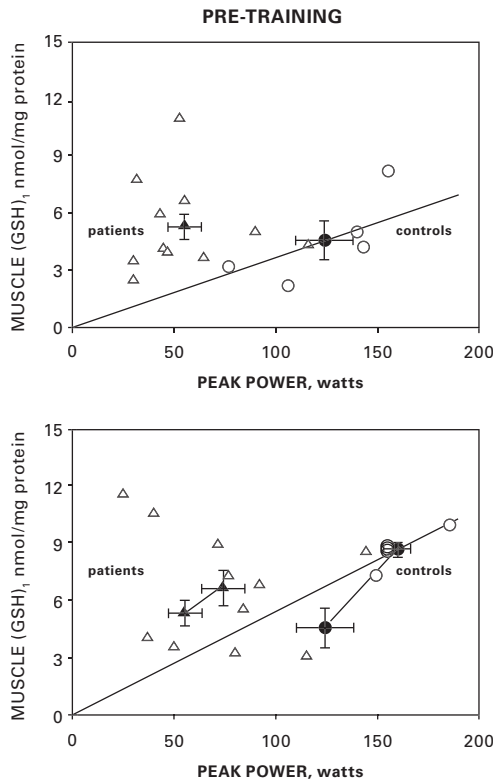 PRE-TRAINING
15
12
9
6
3
0
MUSCLE (GSH)1 nmol/mg protein
patients
controls
0 50 100 150 200
PEAK POWER, watts
15
12
9
6
3
0
MUSCLE (GSH)1 nmol/mg protein
patients
controls
0 50 100 150 200
PEAK POWER, watts